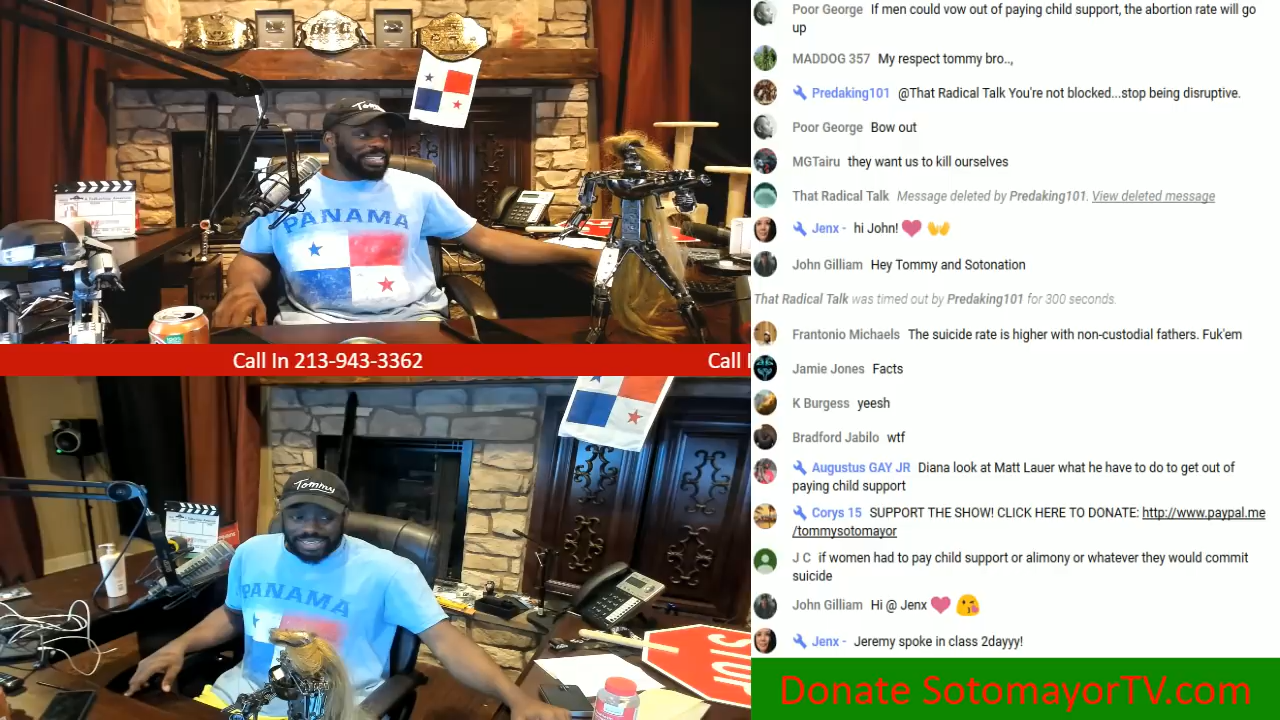 Tommy
PANAMA
Call In 213-943-3362
Call I
Tommy
PANAMA
STOP
Poor George If men could vow out of paying child support, the abortion rate will go
up
MADDOG 357 My respect tommy bro..,
Predaking101 @That Radical Talk You're not blocked...stop being disruptive.
Poor George Bow out
MGTairu they want us to kill ourselves
That Radical Talk Message deleted by Predaking101. View deleted message
Jenx - hi John!
John Gilliam Hey Tommy and Sotonation
That Radical Talk was timed out by Predaking101 for 300 seconds.
Frantonio Michaels The suicide rate is higher with non-custodial fathers. Fuk'em
Jamie Jones Facts
K Burgess yeesh
Bradford Jabilo wtf
Augustus GAY JR Diana look at Matt Lauer what he have to do to get out of
paying child support
Corys 15 SUPPORT THE SHOW! CLICK HERE TO DONATE: http://www.paypal.me
/tommysotomayor
J C if women had to pay child support or alimony or whatever they would commit
suicide
John Gilliam Hi @ Jenx
Jenx - Jeremy spoke in class 2dayyy!
Donate SotomayorTV.com